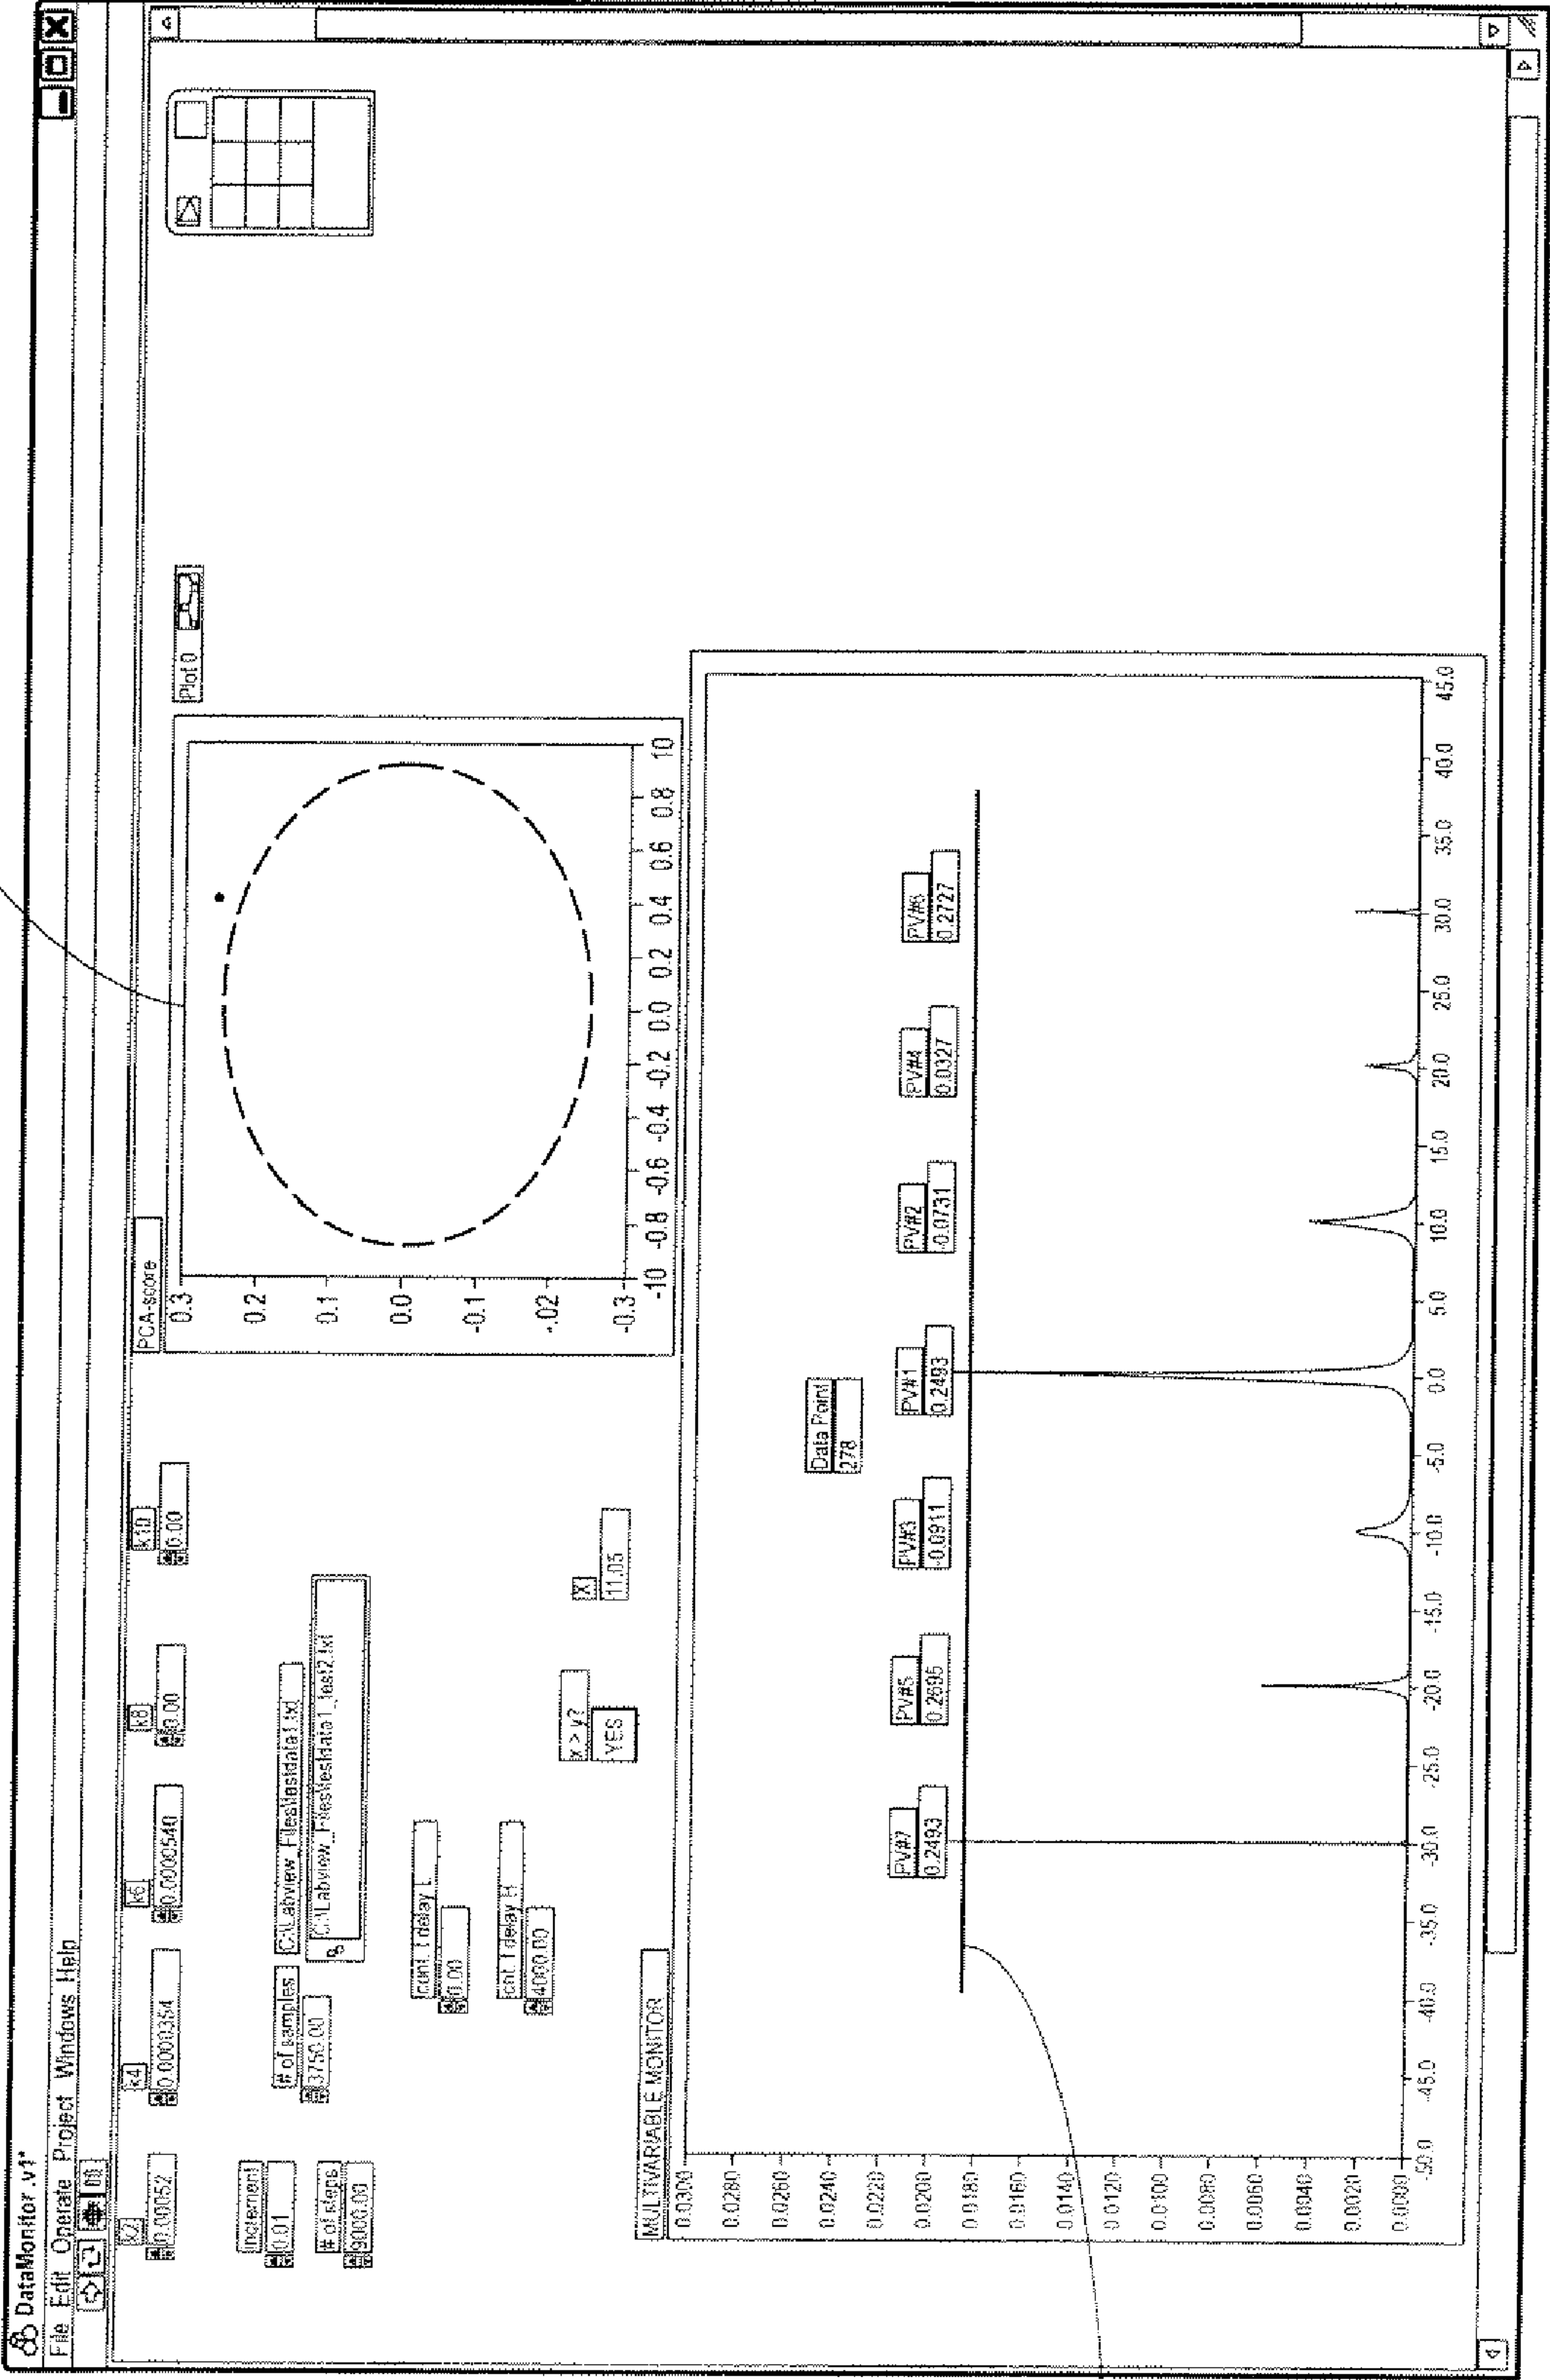 DataMonitor .v1*
File Edit Operate Project Windows Help
k2
0.00052
k4
0.0000354
k6
0.0000540
k8
0.00
k10
0.00
increment
0.01
# of steps
9000.00
# of samples
3750.00
C:\Labview_Files\testdata1.txt
C:\Labview_Files\testdata1_test2.txt
cont. t delay L
0.00
cnt. t delay H
4000.00
x > y?
YES
X
11.05
PCA-score
Plot 0
0.3
0.2
0.1
0.0
-0.1
-.02
-0.3
-10 -0.8 -0.6 -0.4 -0.2 0.0 0.2 0.4 0.6 0.8 10
MULTIVARIABLE MONITOR
Data Point
278
PV#7 PV#5 PV#3 PV#1 PV#2 PV#4 PV#6
0.2493 0.2695 -0.0911 0.2493 -0.0731 0.0327 0.2727
0.0300
0.0280
0.0260
0.0240
0.0220
0.0200
0.0180
0.0160
0.0140
0.0120
0.0100
0.0080
0.0060
0.0040
0.0020
0.0000
-50.0 -45.0 -40.0 -35.0 -30.0 -25.0 -20.0 -15.0 -10.0 -5.0 0.0 5.0 10.0 15.0 20.0 25.0 30.0 35.0 40.0 45.0